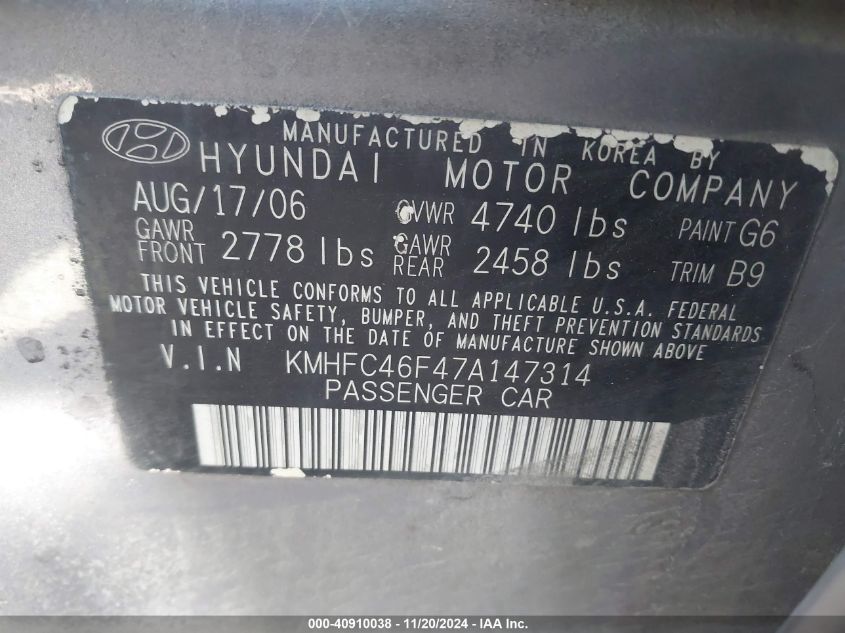 MANUFACTURED IN KOREA BY
HYUNDAI MOTOR COMPANY
AUG/17/06 GVWR 4740 lbs PAINT G6
GAWR FRONT 2778 lbs GAWR REAR 2458 lbs TRIM B9
THIS VEHICLE CONFORMS TO ALL APPLICABLE U.S.A. FEDERAL
MOTOR VEHICLE SAFETY, BUMPER, AND THEFT PREVENTION STANDARDS
IN EFFECT ON THE DATE OF MANUFACTURE SHOWN ABOVE
V.I.N KMHFC46F47A147314
PASSENGER CAR
000-40910038 - 11/20/2024 - IAA Inc.